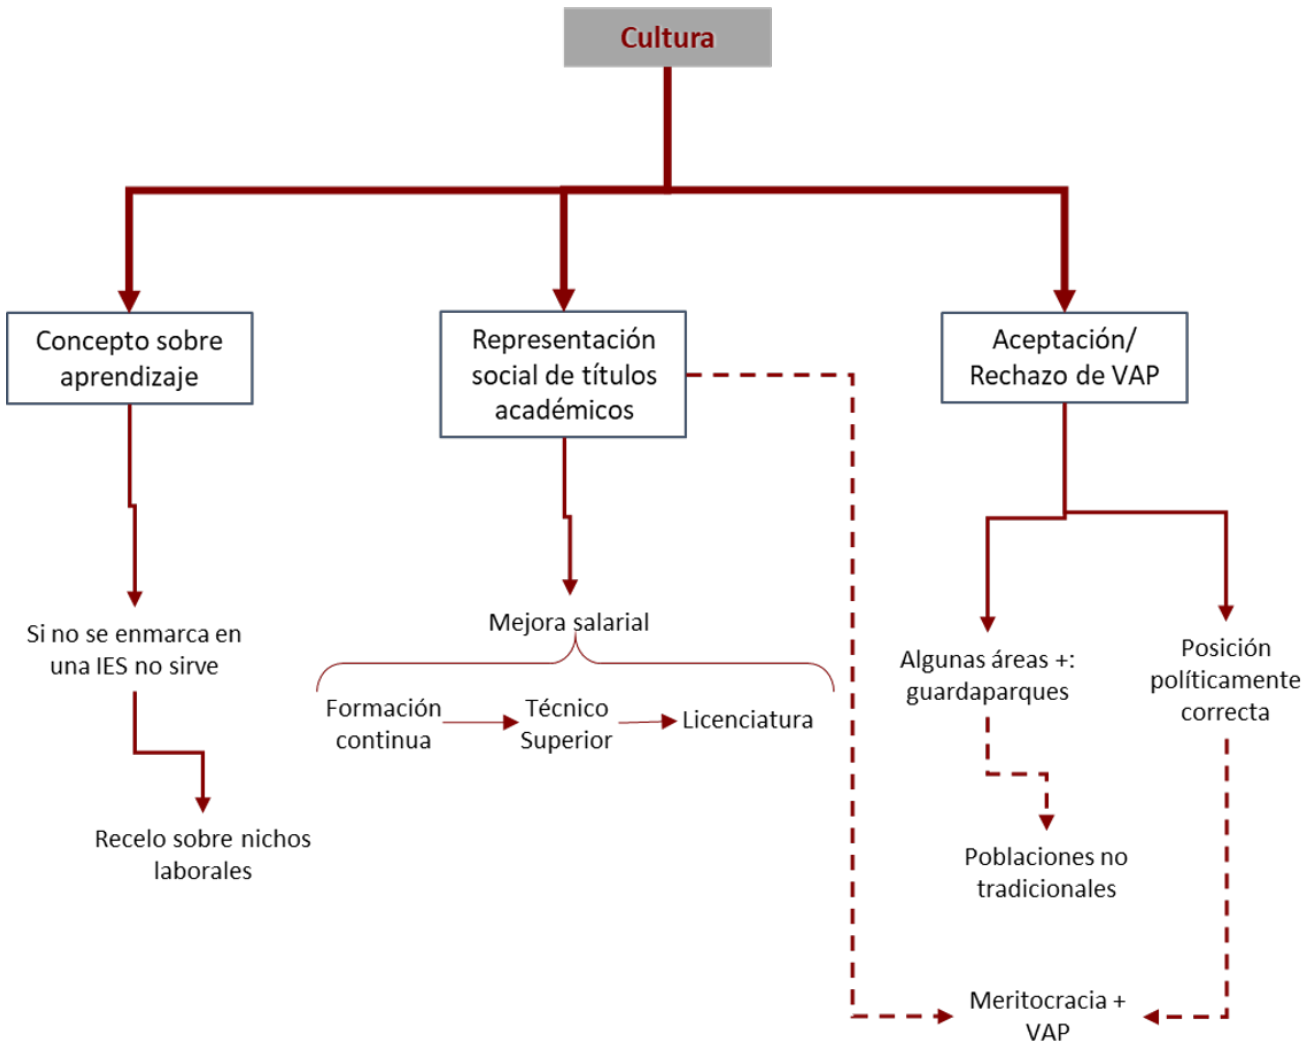 Cultura
Concepto sobre
aprendizaje
Representación
social de títulos
académicos
Aceptación/
Rechazo de VAP
Si no se enmarca en
una IES no sirve
Recelo sobre nichos
laborales
Mejora salarial
Formación
continua
Técnico
Superior
Licenciatura
Algunas áreas +:
guardaparques
Poblaciones no
tradicionales
Posición
políticamente
correcta
Meritocracia +
VAP